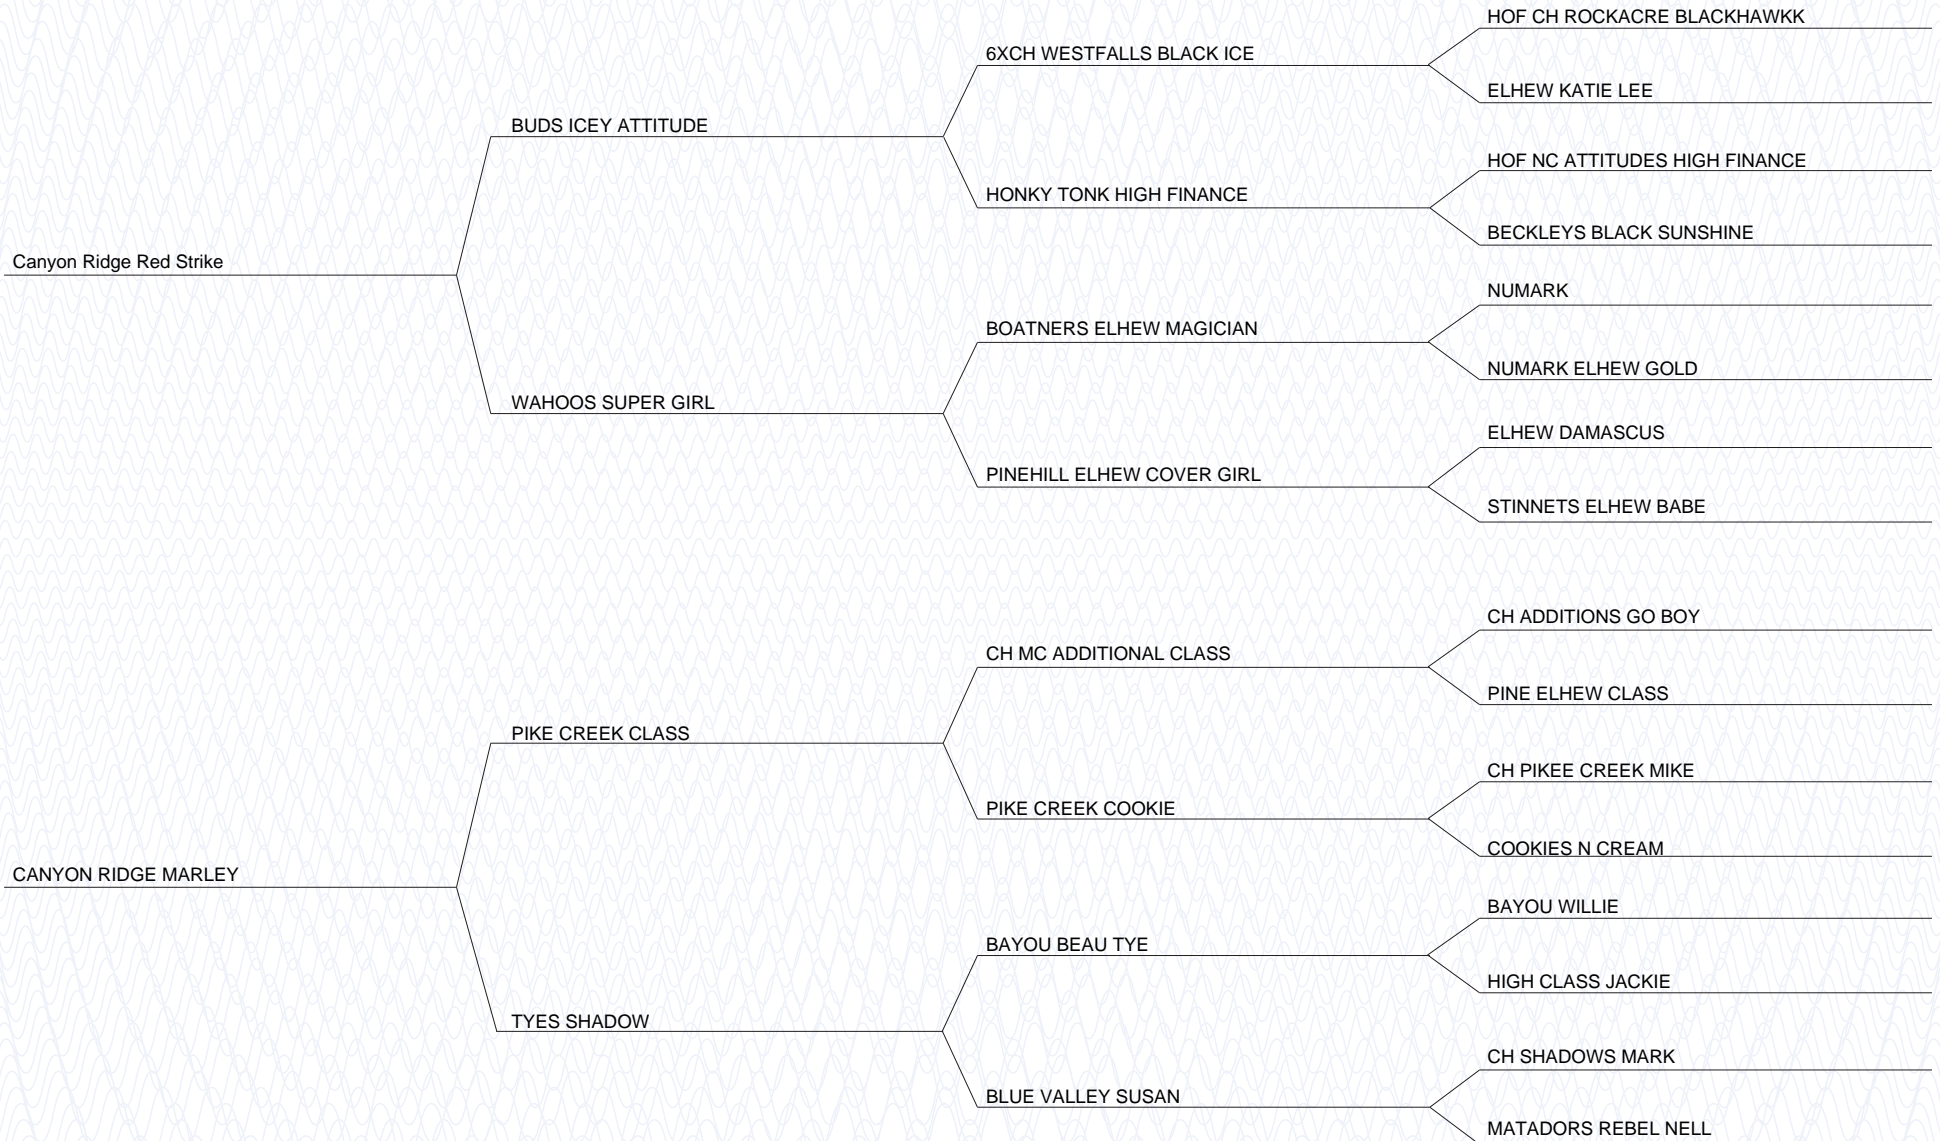 HOF CH ROCKACRE BLACKHAWKK
6XCH WESTFALLS BLACK ICE
ELHEW KATIE LEE
BUDS ICEY ATTITUDE
HOF NC ATTITUDES HIGH FINANCE
HONKY TONK HIGH FINANCE
BECKLEYS BLACK SUNSHINE
Canyon Ridge Red Strike
NUMARK
BOATNERS ELHEW MAGICIAN
NUMARK ELHEW GOLD
WAHOOS SUPER GIRL
ELHEW DAMASCUS
PINEHILL ELHEW COVER GIRL
STINNETS ELHEW BABE
CH ADDITIONS GO BOY
CH MC ADDITIONAL CLASS
PINE ELHEW CLASS
PIKE CREEK CLASS
CH PIKEE CREEK MIKE
PIKE CREEK COOKIE
COOKIES N CREAM
CANYON RIDGE MARLEY
BAYOU WILLIE
BAYOU BEAU TYE
HIGH CLASS JACKIE
TYES SHADOW
CH SHADOWS MARK
BLUE VALLEY SUSAN
MATADORS REBEL NELL